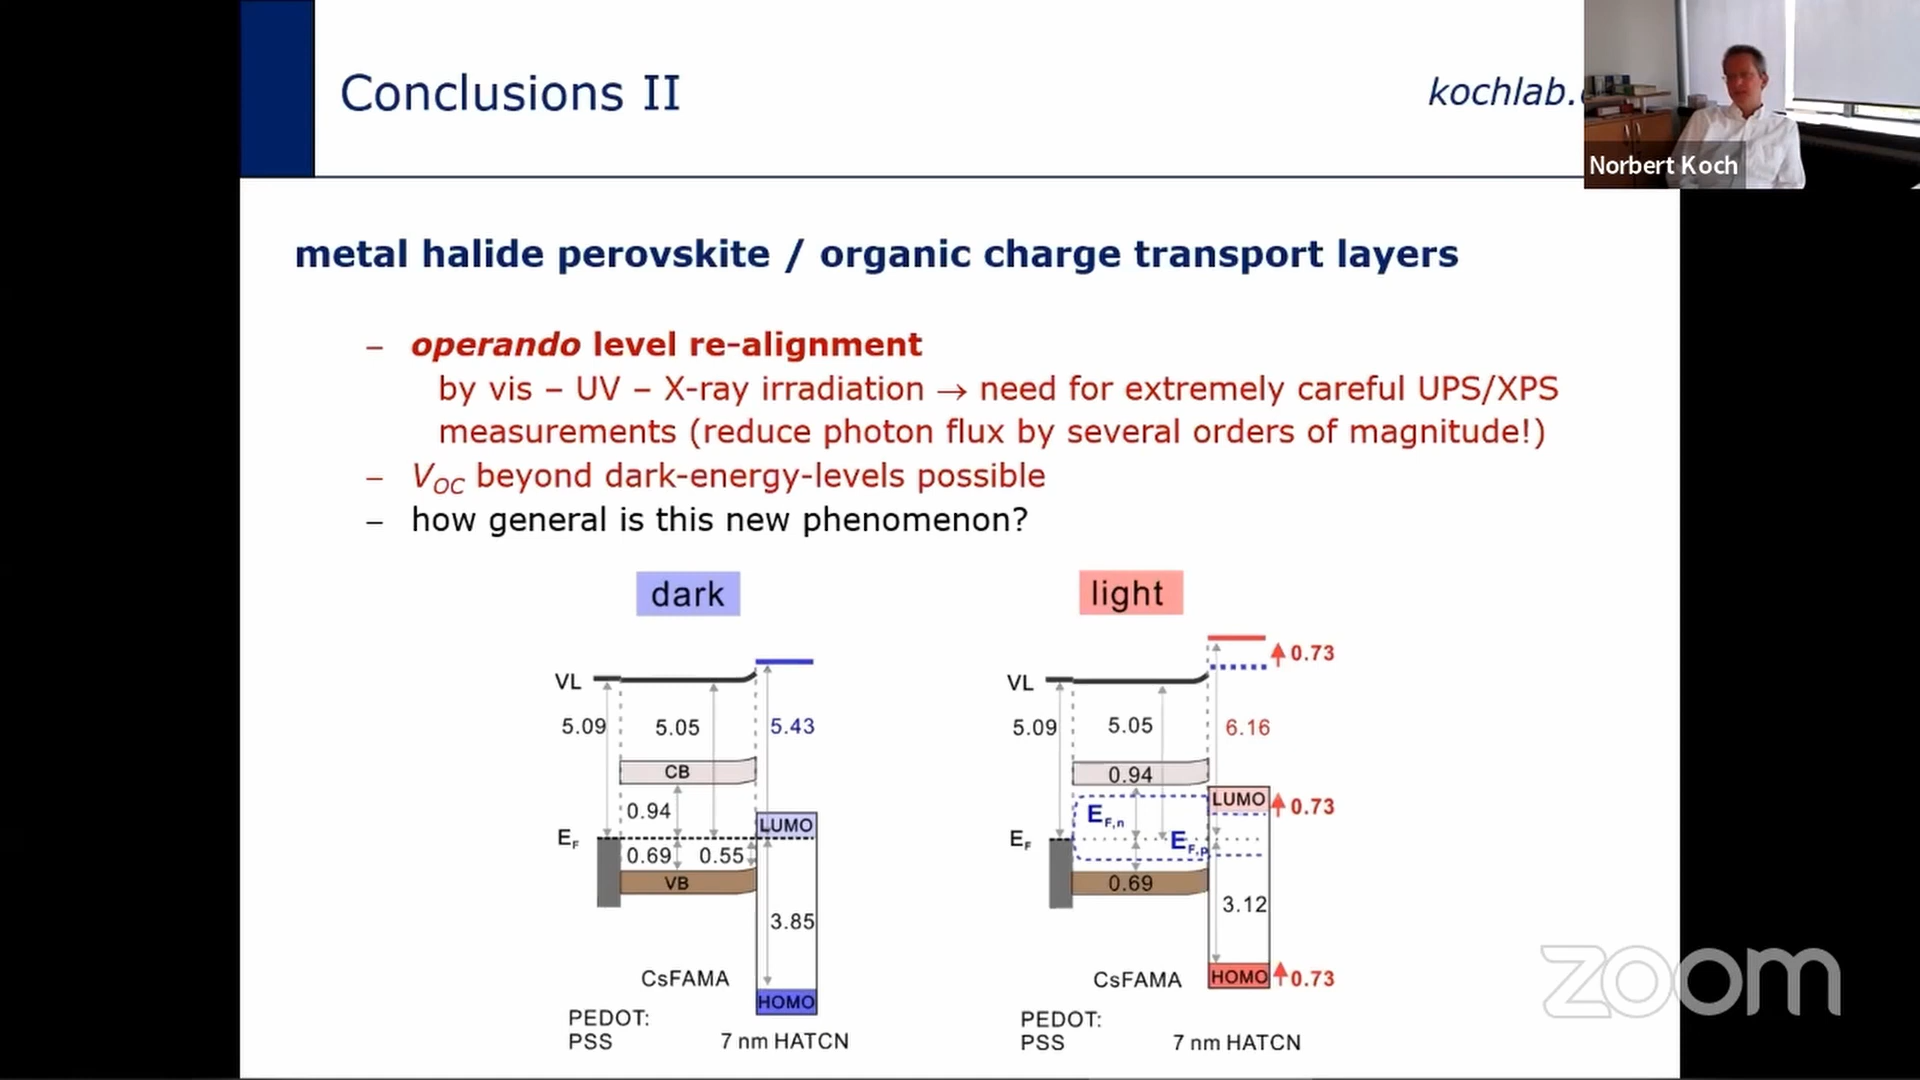 Conclusions II
kochlab.
Norbert Koch
metal halide perovskite / organic charge transport layers
– operando level re-alignment
by vis – UV – X-ray irradiation → need for extremely careful UPS/XPS
measurements (reduce photon flux by several orders of magnitude!)
– VOC beyond dark-energy-levels possible
– how general is this new phenomenon?
dark
VL
5.09
5.05
5.43
CB
0.94
LUMO
EF
0.69
0.55
VB
3.85
CsFAMA
HOMO
PEDOT:
PSS
7 nm HATCN
light
0.73
VL
5.09
5.05
6.16
0.94
LUMO
0.73
EF,n
EF
EF,p
0.69
3.12
CsFAMA
HOMO
0.73
PEDOT:
PSS
7 nm HATCN
zoom